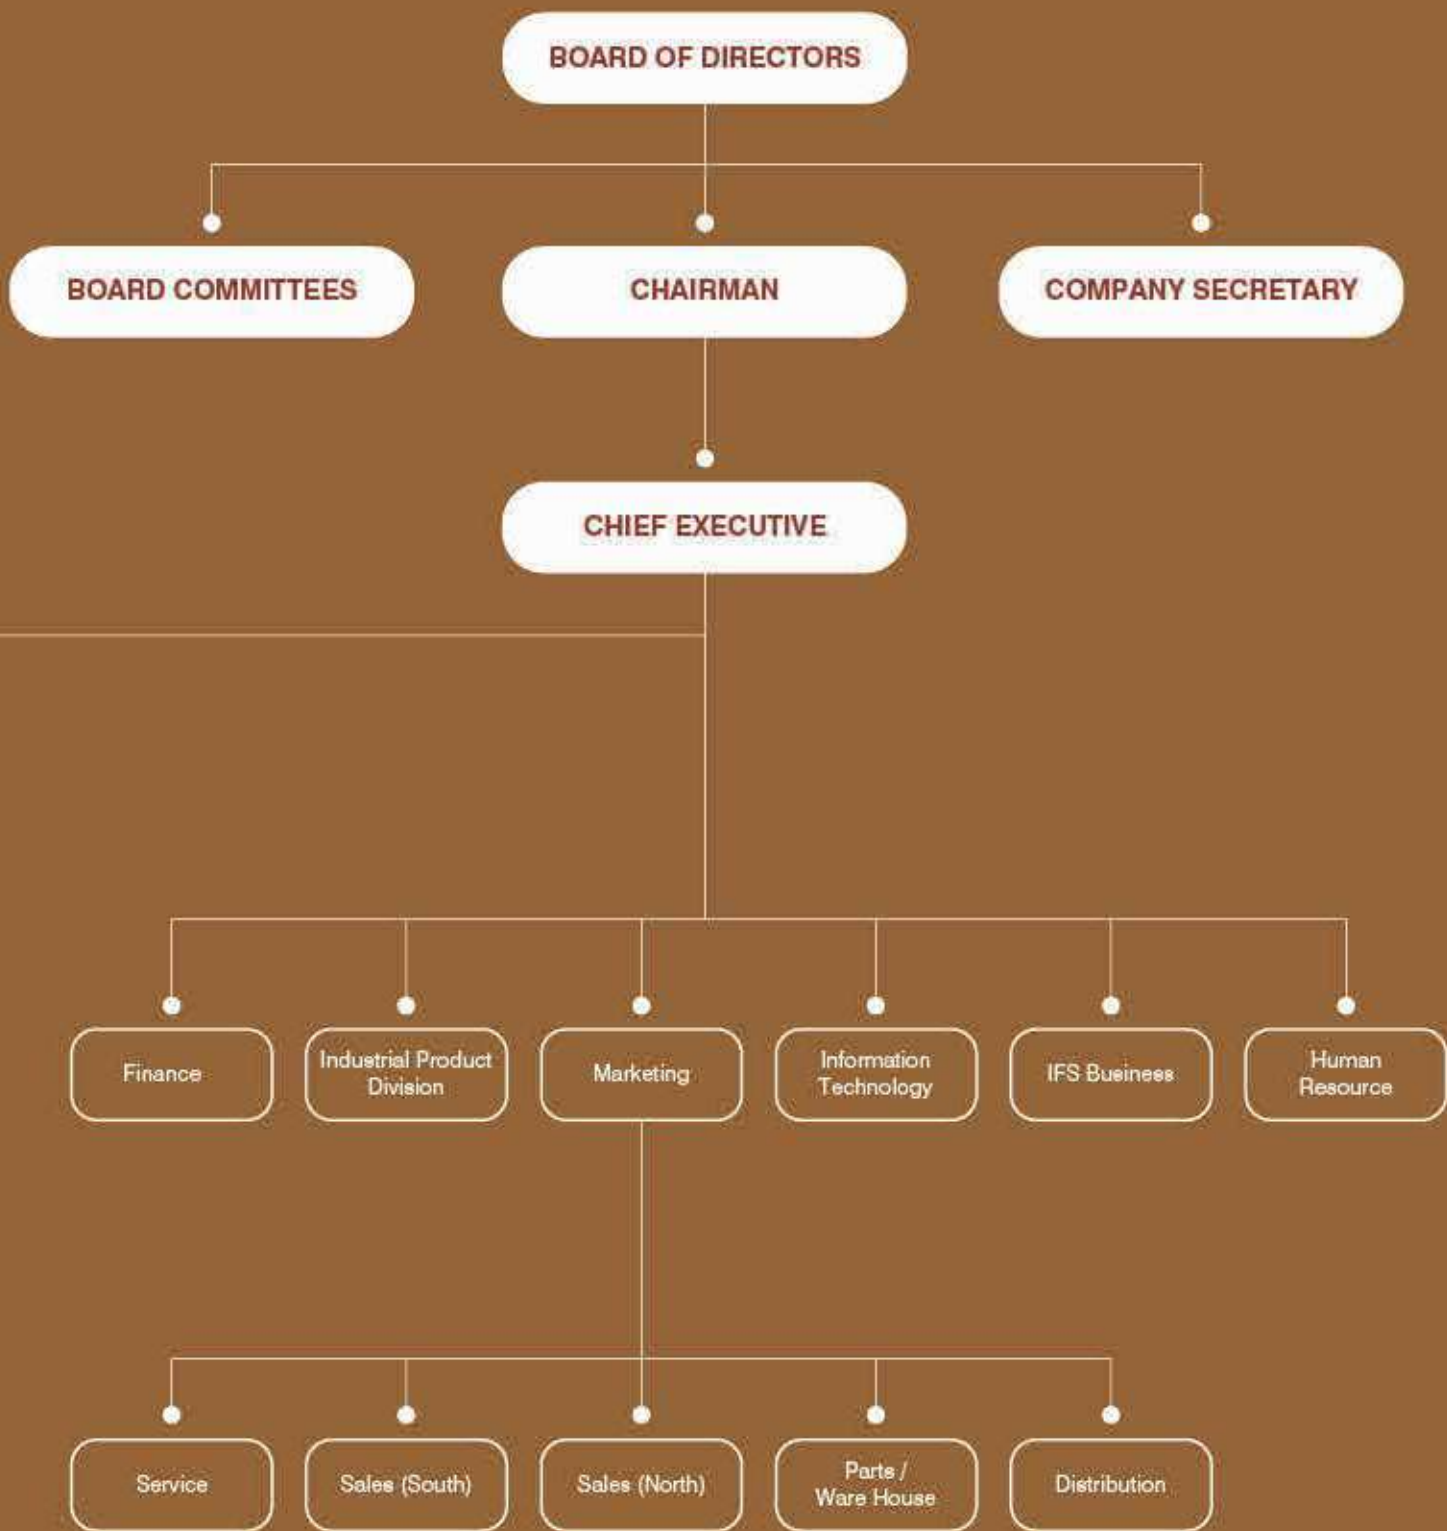 BOARD OF DIRECTORS
BOARD COMMITTEES
CHAIRMAN
COMPANY SECRETARY
CHIEF EXECUTIVE
Finance
Industrial Product
Division
Marketing
Information
Technology
IFS Business
Human
Resource
Service
Sales (South)
Sales (North)
Parts /
Ware House
Distribution